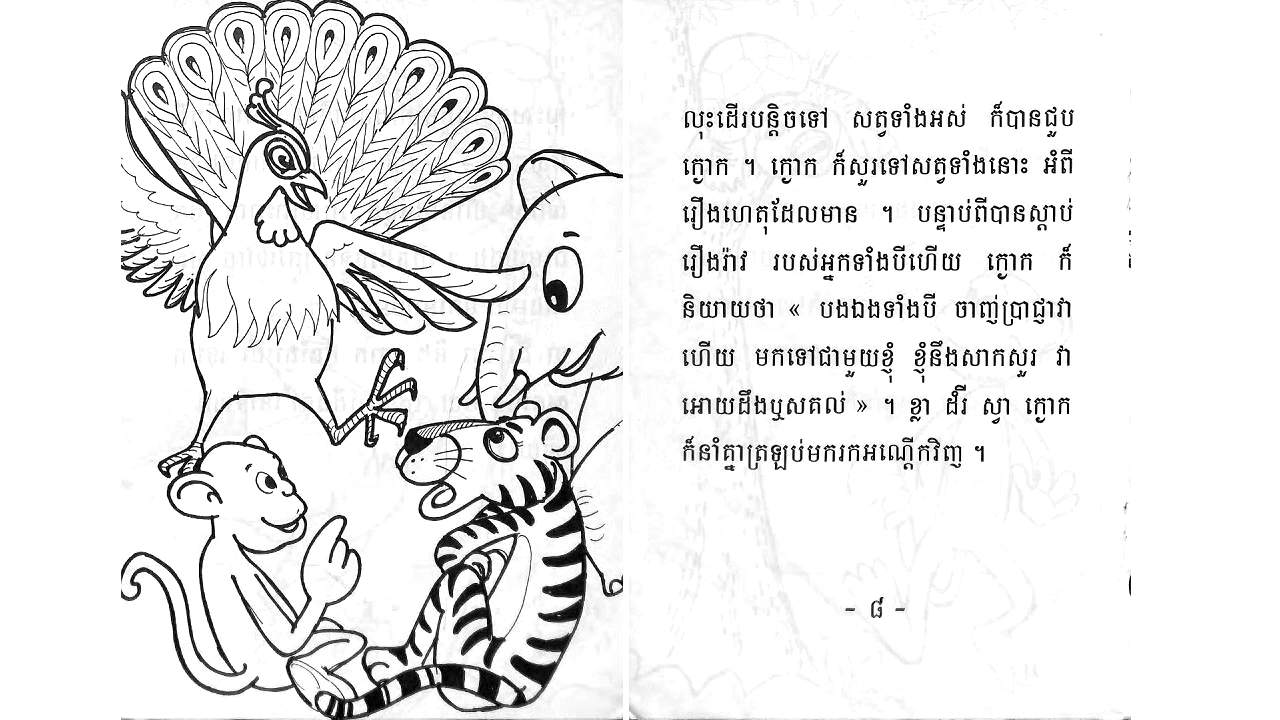 លុះដើរបន្តិចទៅ សត្វទាំងអស់ ក៏បានជួប
ក្ងោក ។ ក្ងោក ក៏សួរទៅសត្វទាំងនោះ អំពី
រឿងហេតុដែលមាន ។ បន្ទាប់ពីបានស្ដាប់
រឿងរ៉ាវ របស់អ្នកទាំងបីហើយ ក្ងោក ក៏
និយាយថា « បងឯងទាំងបី ចាញ់ប្រាជ្ញាវា
ហើយ មកទៅជាមួយខ្ញុំ ខ្ញុំនឹងសាកសួរ វា
អោយដឹងឬសគល់ » ។ ខ្លា ដំរី ស្វា ក្ងោក
ក៏នាំគ្នាត្រឡប់មករកអណ្ដើកវិញ ។
- ៨ -